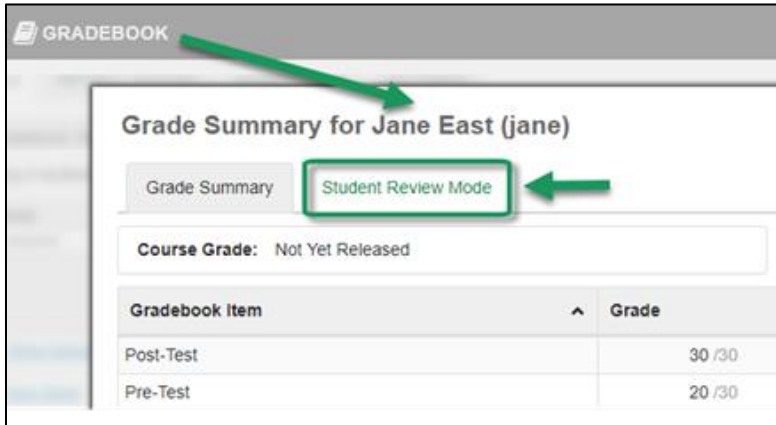 GRADEBOOK
Grade Summary for Jane East (jane)
Grade Summary Student Review Mode
Course Grade: Not Yet Released
Gradebook Item Grade
Post-Test 30 /30
Pre-Test 20 /30